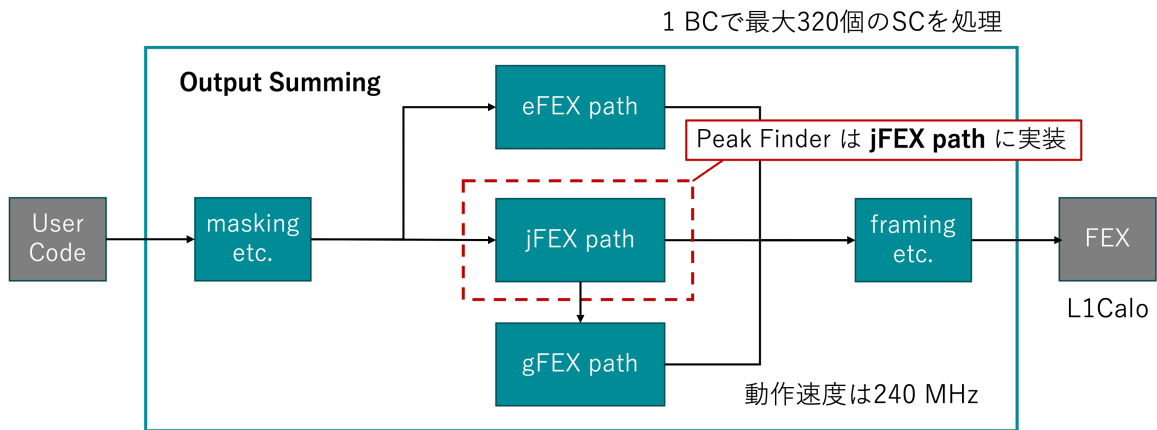 1 BCで最大320個のSCを処理
Output Summing
eFEX path
Peak Finder は jFEX path に実装
User
Code
masking
etc.
jFEX path
framing
etc.
FEX
L1Calo
gFEX path
動作速度は240 MHz